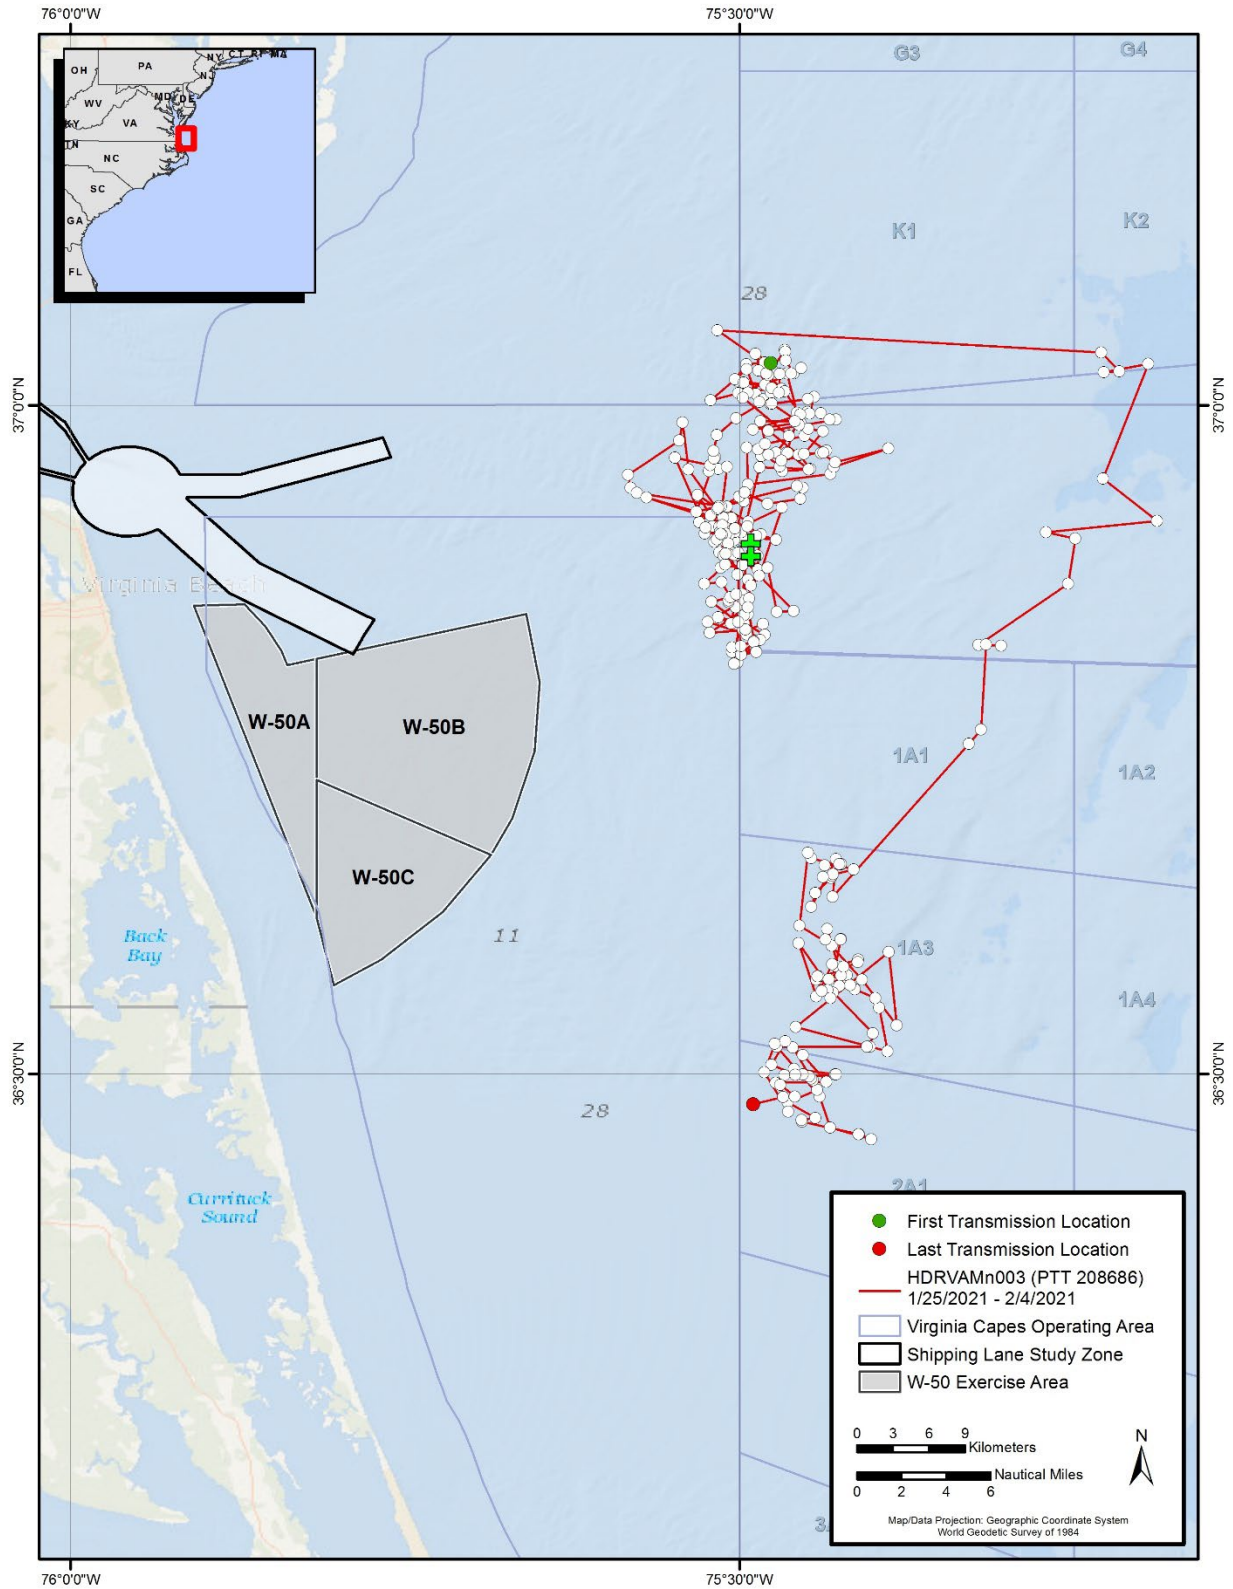 76°0'0"W
75°30'0"W
NY
CT
RI
MA
OH
PA
NJ
MD
DE
WV
VA
KY
TN
NC
SC
GA
FL
G3
G4
K1
K2
28
37°0'0"N
37°0'0"N
Virginia Beach
W-50A
W-50B
1A1
1A2
W-50C
11
Back
Bay
1A3
1A4
36°30'0"N
36°30'0"N
28
2A1
Currituck
Sound
First Transmission Location
Last Transmission Location
HDRVAMn003 (PTT 208686)
1/25/2021 - 2/4/2021
Virginia Capes Operating Area
Shipping Lane Study Zone
W-50 Exercise Area
0 3 6 9
Kilometers
N
Nautical Miles
0 2 4 6
Map/Data Projection: Geographic Coordinate System
World Geodetic Survey of 1984
76°0'0"W
75°30'0"W